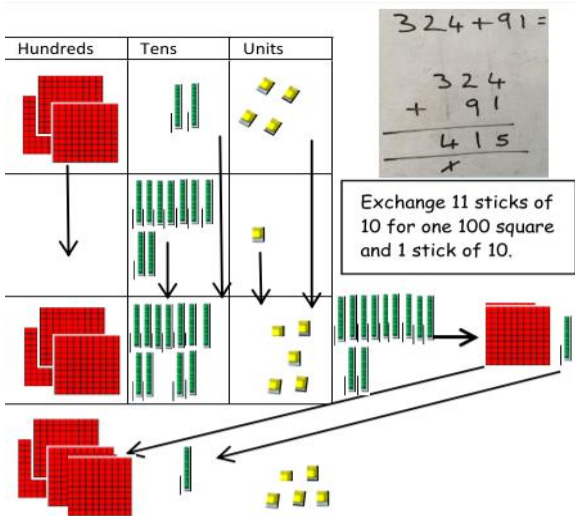 Hundreds Tens Units
324+91=
324
+ 91
415
1
Exchange 11 sticks of
10 for one 100 square
and 1 stick of 10.